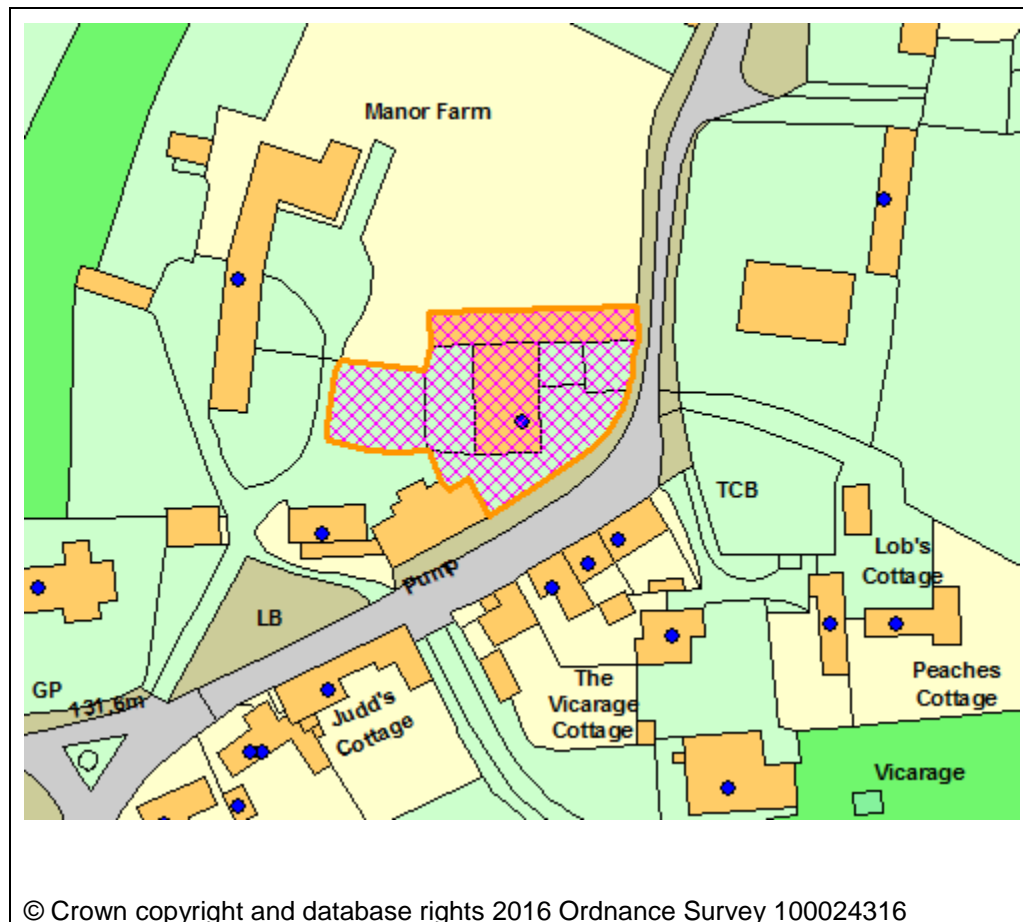 Manor Farm
TCB
Lob's
Cottage
Pump
LB
Peaches
Cottage
The
Vicarage
Cottage
GP
131.6m
Judd's
Cottage
Vicarage
© Crown copyright and database rights 2016 Ordnance Survey 100024316